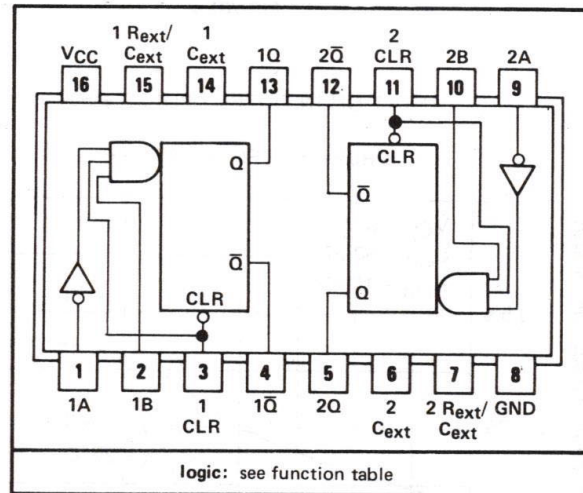 1 Rext/ 1 2
VCC Cext Cext 1Q 2Q̅ CLR 2B 2A
16 15 14 13 12 11 10 9
CLR
Q Q̅
Q̅ Q
CLR
1 2 3 4 5 6 7 8
1A 1B 1 1Q̅ 2Q 2 2 Rext/ GND
CLR Cext Cext
logic: see function table